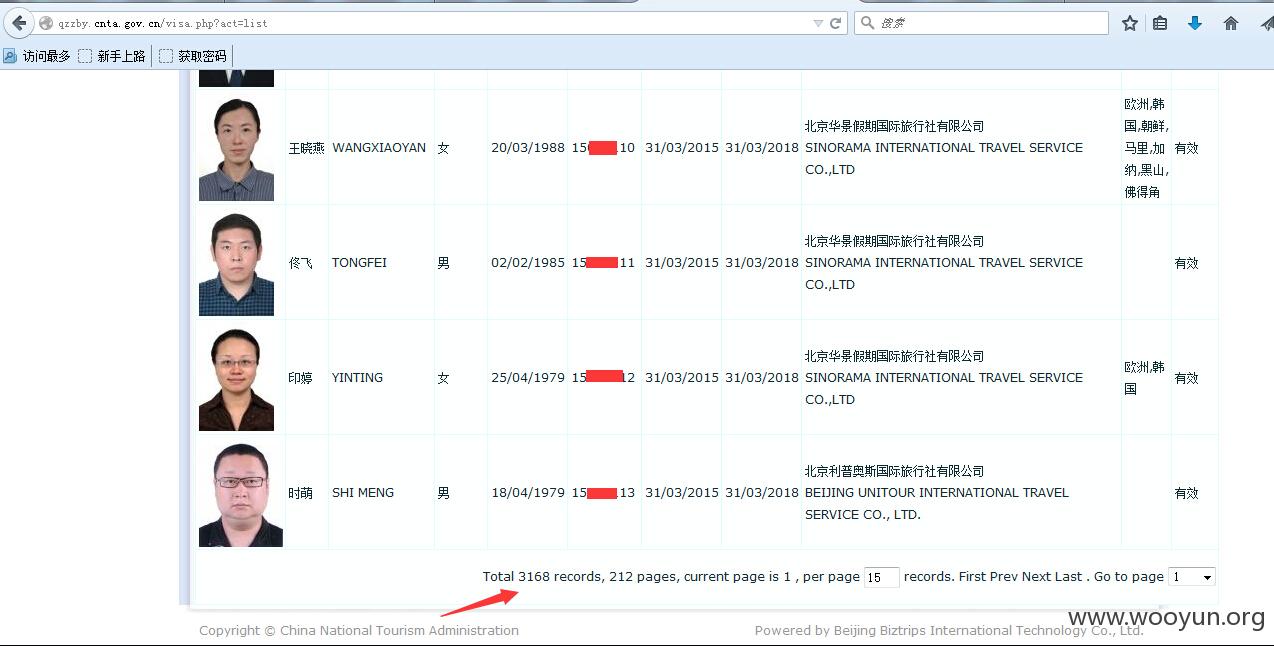 qzzby.cnta.gov.cn/visa.php?act=list
搜索
访问最多 新手上路 获取密码
王晓燕 WANGXIAOYAN 女 20/03/1988 15 10 31/03/2015 31/03/2018
北京华景假期国际旅行社有限公司
SINORAMA INTERNATIONAL TRAVEL SERVICE
CO.,LTD
欧洲,韩
国,朝鲜,
马里,加
纳,黑山,
佛得角
有效
佟飞 TONGFEI 男 02/02/1985 15 11 31/03/2015 31/03/2018
北京华景假期国际旅行社有限公司
SINORAMA INTERNATIONAL TRAVEL SERVICE
CO.,LTD
有效
印婷 YINTING 女 25/04/1979 15 12 31/03/2015 31/03/2018
北京华景假期国际旅行社有限公司
SINORAMA INTERNATIONAL TRAVEL SERVICE
CO.,LTD
欧洲,韩
国
有效
时萌 SHI MENG 男 18/04/1979 15 13 31/03/2015 31/03/2018
北京利普奥斯国际旅行社有限公司
BEIJING UNITOUR INTERNATIONAL TRAVEL
SERVICE CO., LTD.
有效
Total 3168 records, 212 pages, current page is 1 , per page 15 records. First Prev Next Last . Go to page 1
www.wooyun.org
Copyright © China National Tourism Administration
Powered by Beijing Biztrips International Technology Co., Ltd.